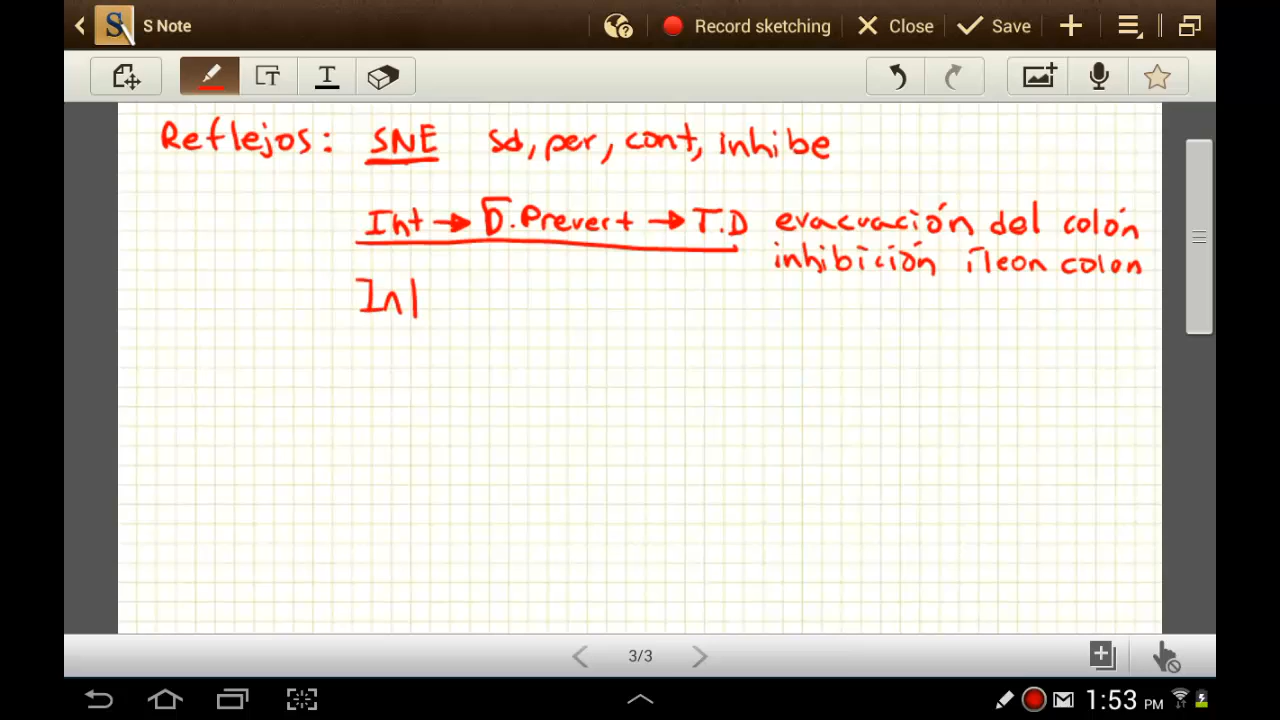 S Note Record sketching Close Save
Reflejos: SNE sd, per, cont, inhibe
Int → G.Prevert → T.D evacuación del colón
inhibición íleon colon
In
3/3
1:53 PM